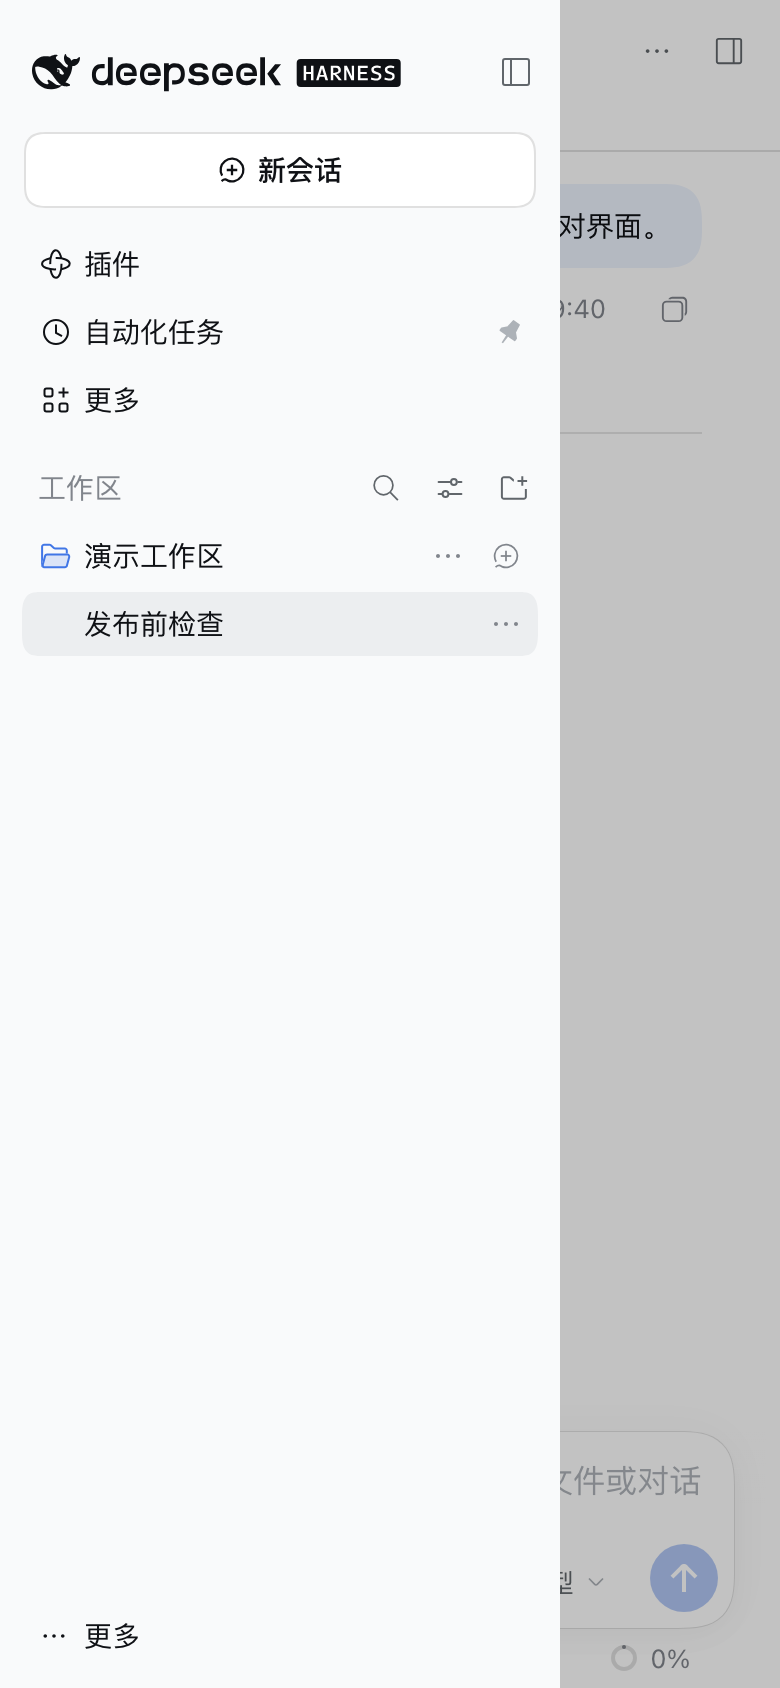 deepseek HARNESS
新会话
对界面。
插件
:40
自动化任务
更多
工作区
演示工作区
发布前检查
文件或对话
型
更多
0%